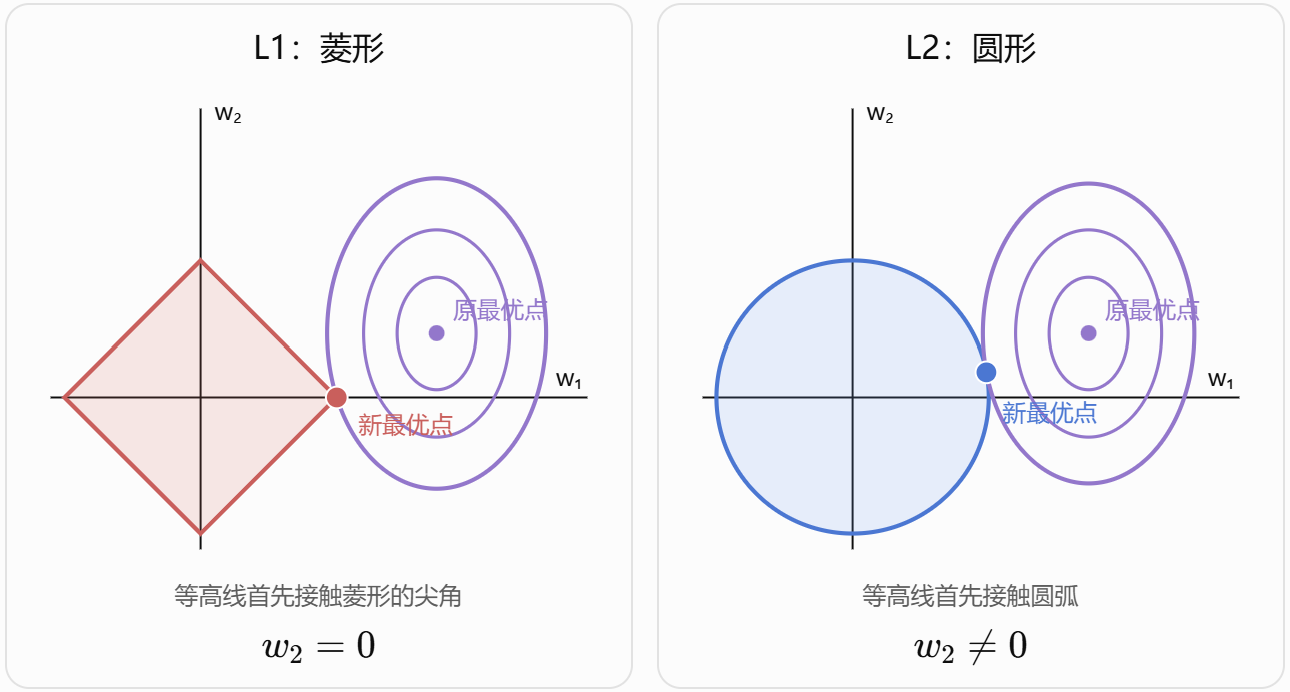 L1：菱形
w₂
原最优点
w₁
新最优点
等高线首先接触菱形的尖角
w₂ = 0
L2：圆形
w₂
原最优点
w₁
新最优点
等高线首先接触圆弧
w₂ ≠ 0